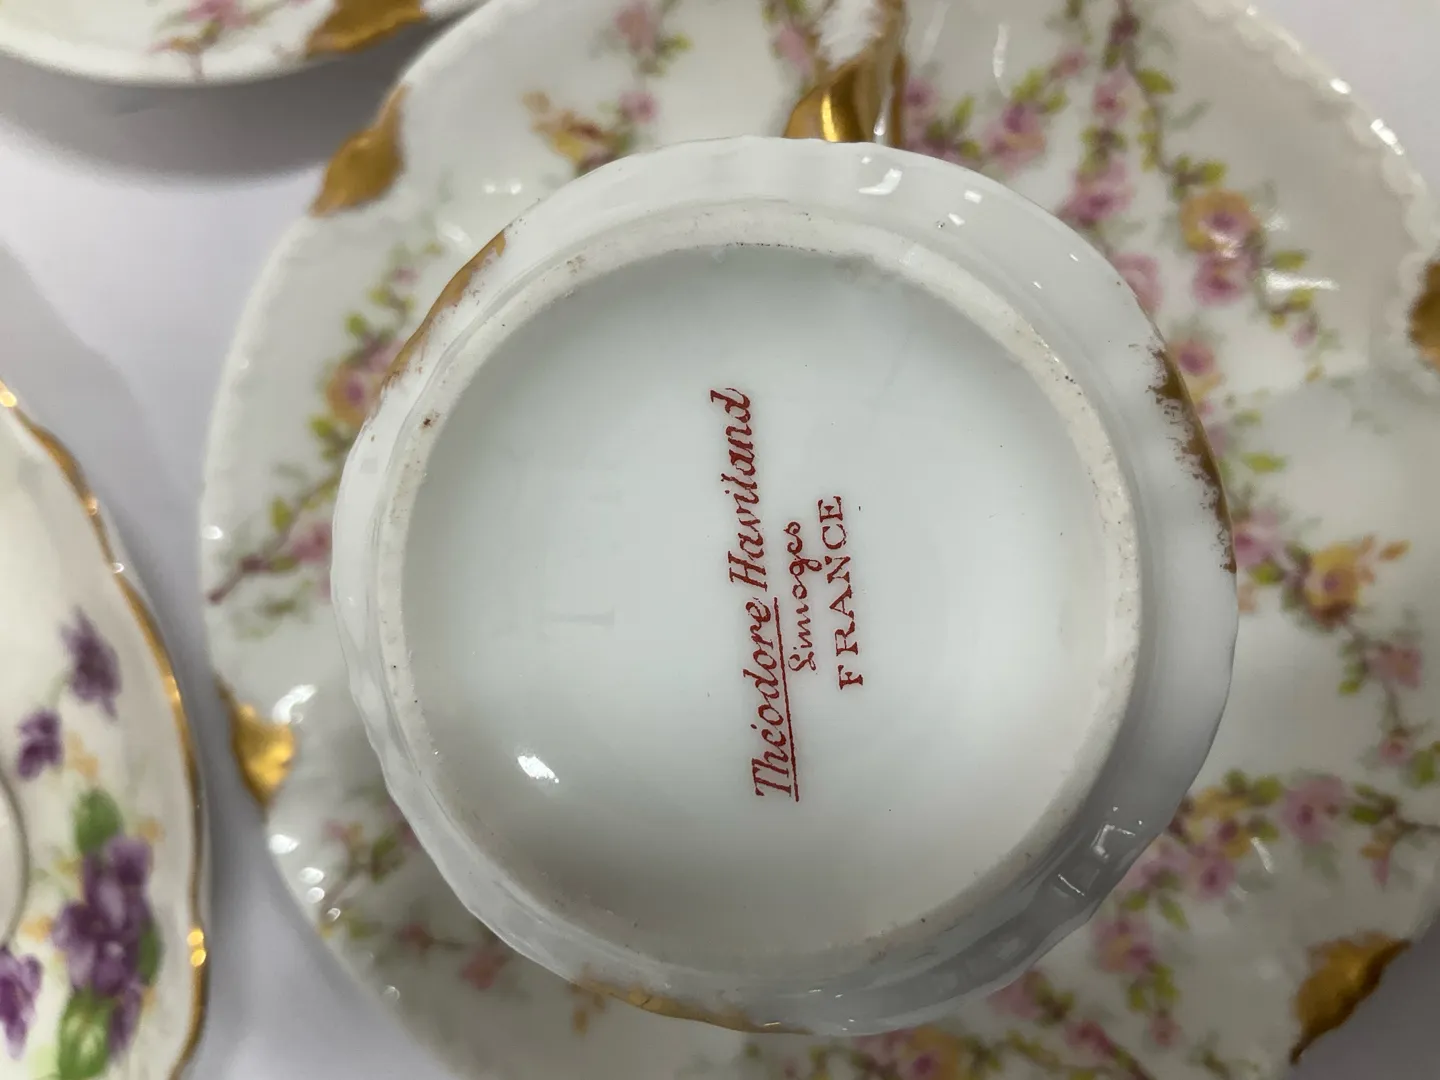 Théodore Haviland
Limoges
FRANCE